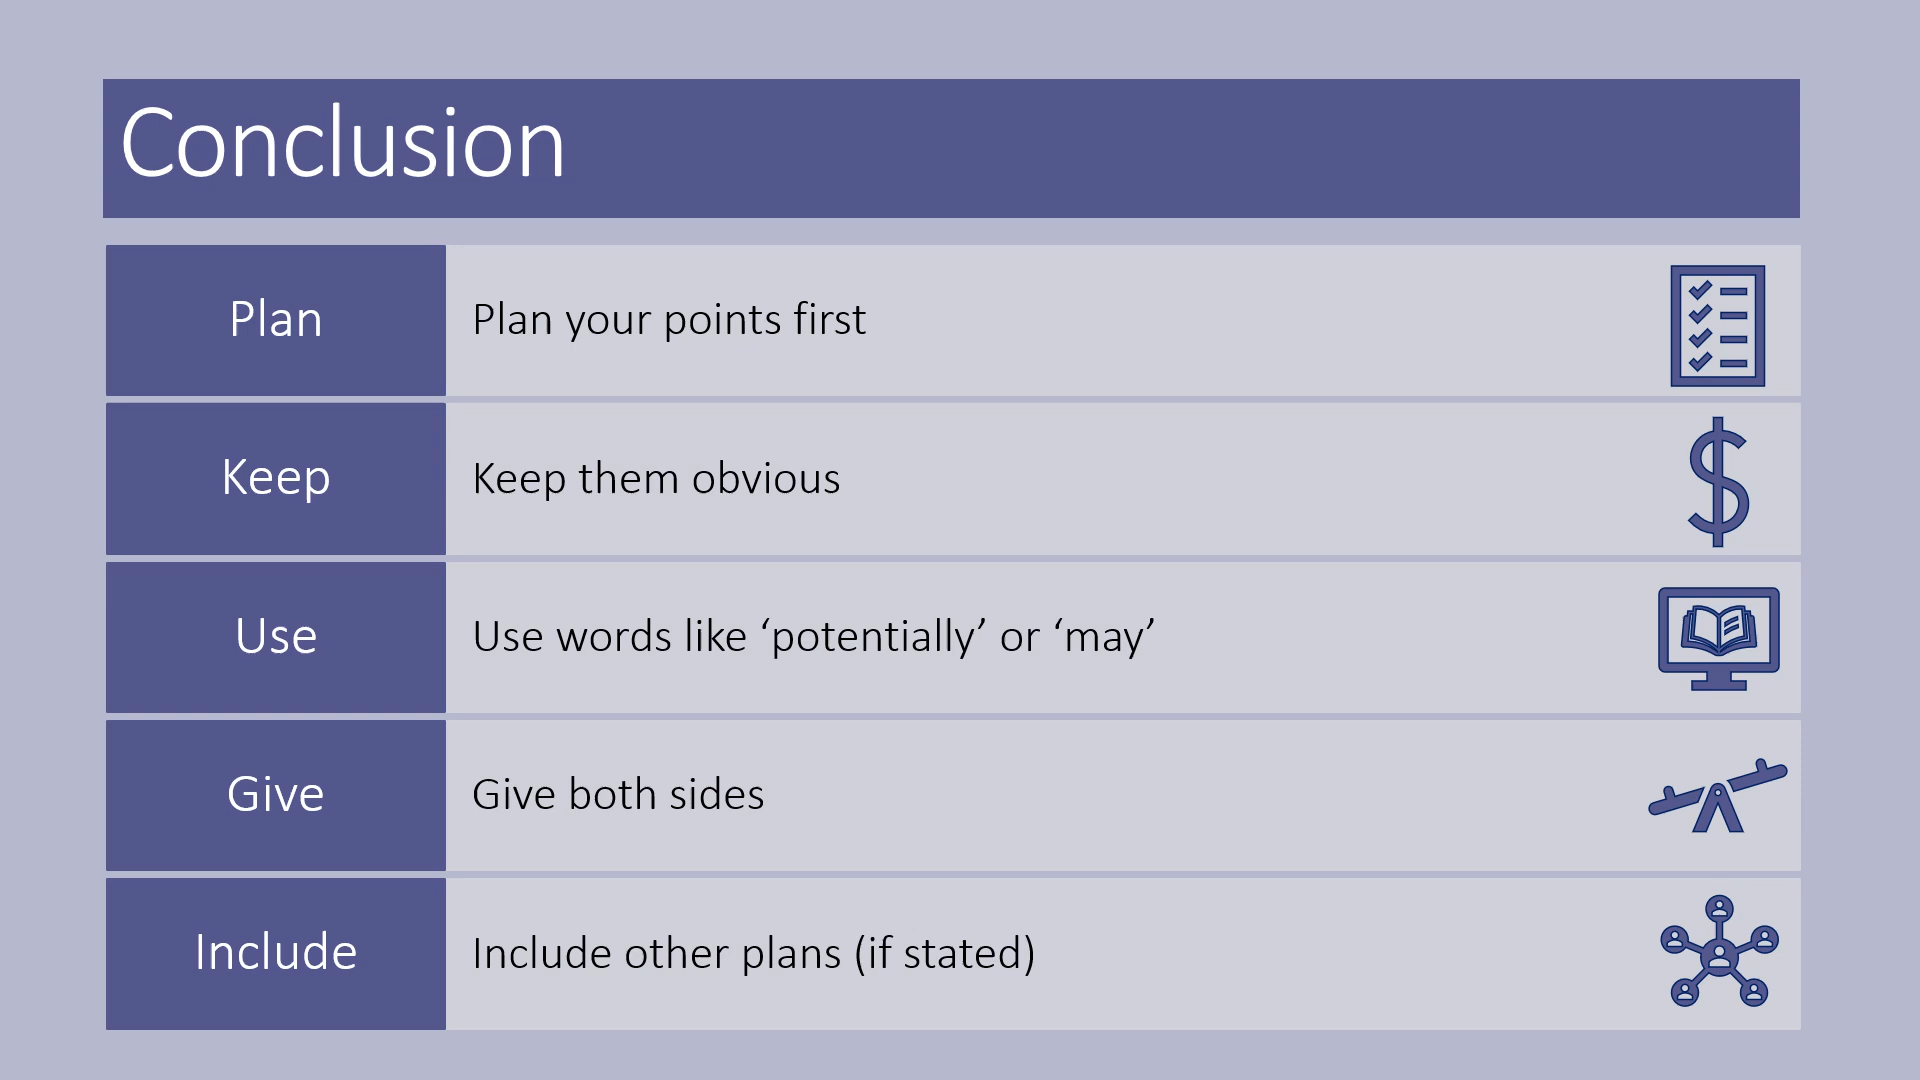 Conclusion
Plan
Plan your points first
Keep
Keep them obvious
Use
Use words like ‘potentially’ or ‘may’
Give
Give both sides
Include
Include other plans (if stated)